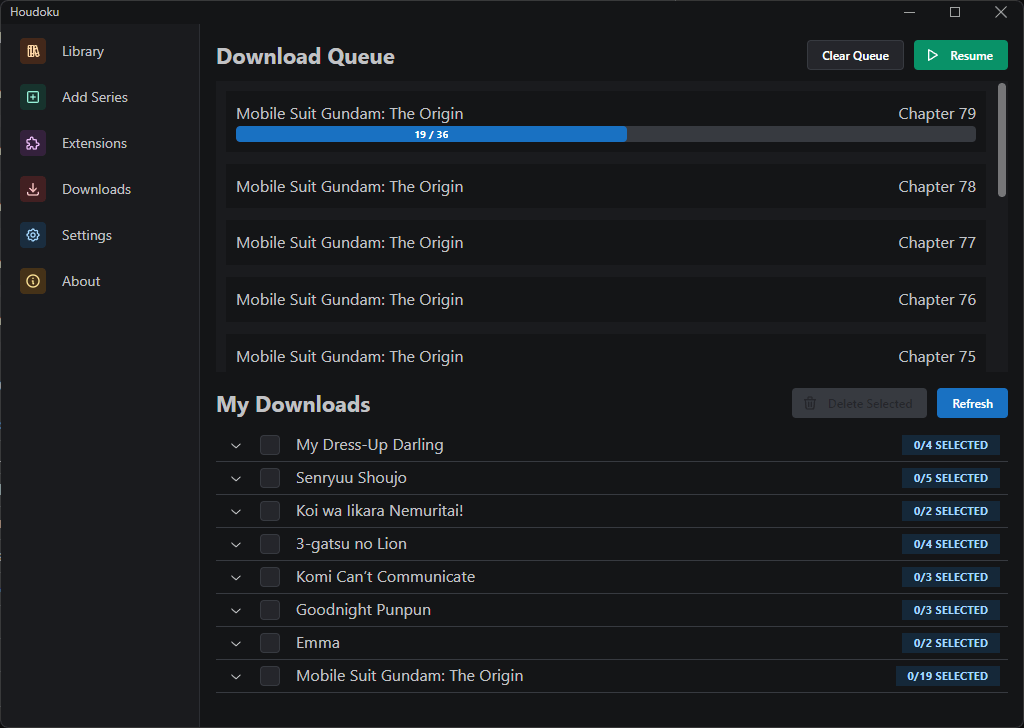 Houdoku
Library
Add Series
Extensions
Downloads
Settings
About
Download Queue
Clear Queue
Resume
Mobile Suit Gundam: The Origin Chapter 79
19 / 36
Mobile Suit Gundam: The Origin Chapter 78
Mobile Suit Gundam: The Origin Chapter 77
Mobile Suit Gundam: The Origin Chapter 76
Mobile Suit Gundam: The Origin Chapter 75
My Downloads
Delete Selected
Refresh
My Dress-Up Darling 0/4 SELECTED
Senryuu Shoujo 0/5 SELECTED
Koi wa Iikara Nemuritai! 0/2 SELECTED
3-gatsu no Lion 0/4 SELECTED
Komi Can't Communicate 0/3 SELECTED
Goodnight Punpun 0/3 SELECTED
Emma 0/2 SELECTED
Mobile Suit Gundam: The Origin 0/19 SELECTED